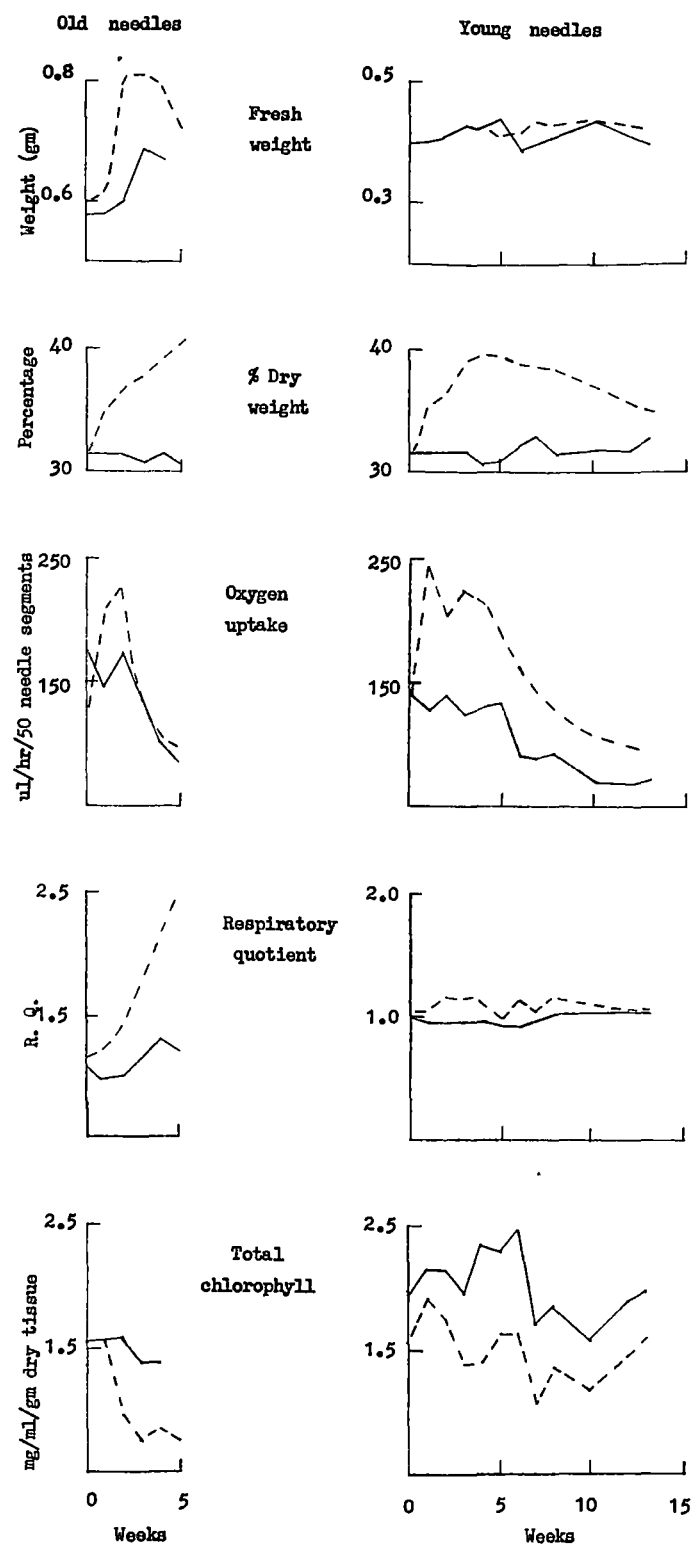 Old needles
Young needles
Weight (gm)
0.8
0.6
Fresh
weight
0.5
0.3
Percentage
40
30
% Dry
weight
40
30
ul/hr/50 needle segments
250
150
Oxygen
uptake
250
150
R. Q.
2.5
1.5
Respiratory
quotient
2.0
1.0
mg/ml/gm dry tissue
2.5
1.5
Total
chlorophyll
2.5
1.5
0 5
Weeks
0 5 10 15
Weeks